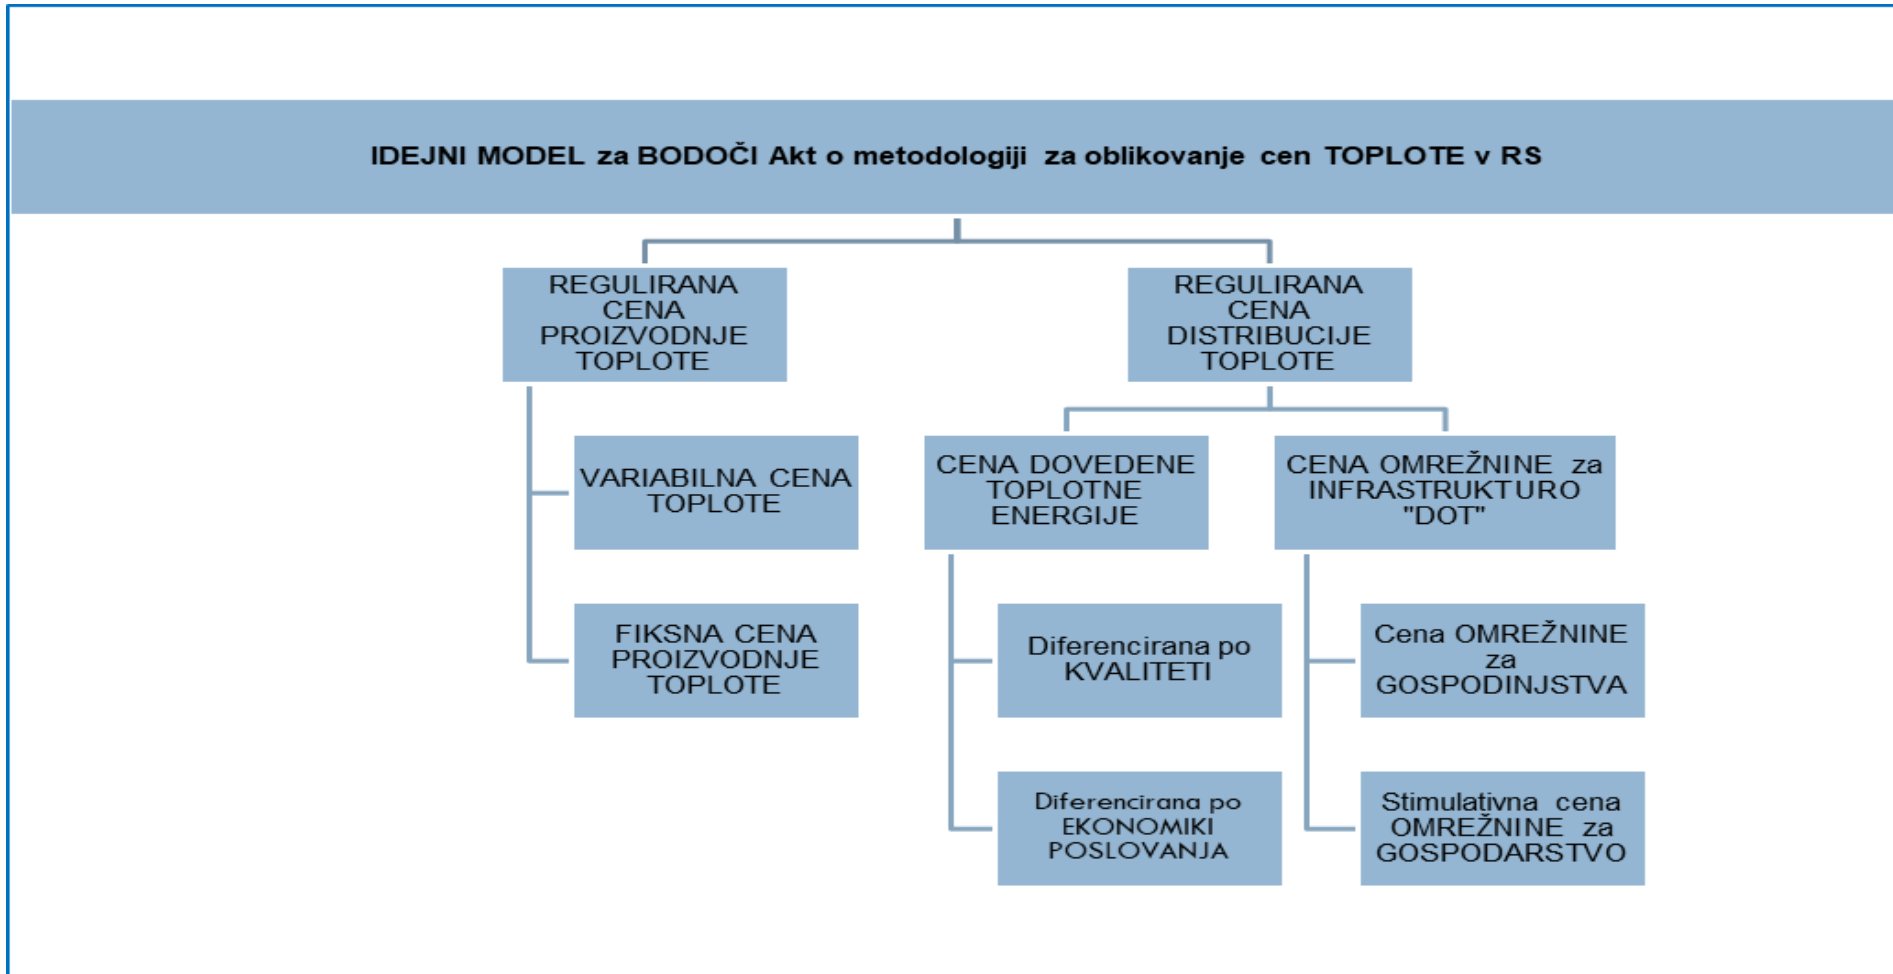 IDEJNI MODEL za BODOČI Akt o metodologiji za oblikovanje cen TOPLOTE v RS
REGULIRANA
CENA
PROIZVODNJE
TOPLOTE
REGULIRANA
CENA
DISTRIBUCIJE
TOPLOTE
VARIABILNA CENA
TOPLOTE
FIKSNA CENA
PROIZVODNJE
TOPLOTE
CENA DOVEDENE
TOPLOTNE
ENERGIJE
CENA OMREŽNINE za
INFRASTRUKTURO
"DOT"
Diferencirana po
KVALITETI
Diferencirana po
EKONOMIKI
POSLOVANJA
Cena OMREŽNINE
za
GOSPODINJSTVA
Stimulativna cena
OMREŽNINE za
GOSPODARSTVO